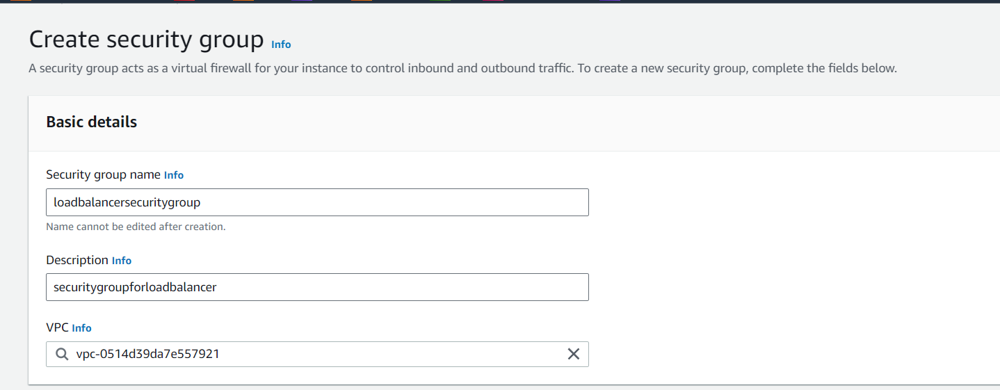 Create security group Info
A security group acts as a virtual firewall for your instance to control inbound and outbound traffic. To create a new security group, complete the fields below.
Basic details
Security group name Info
loadbalancersecuritygroup
Name cannot be edited after creation.
Description Info
securitygroupforloadbalancer
VPC Info
vpc-0514d39da7e557921